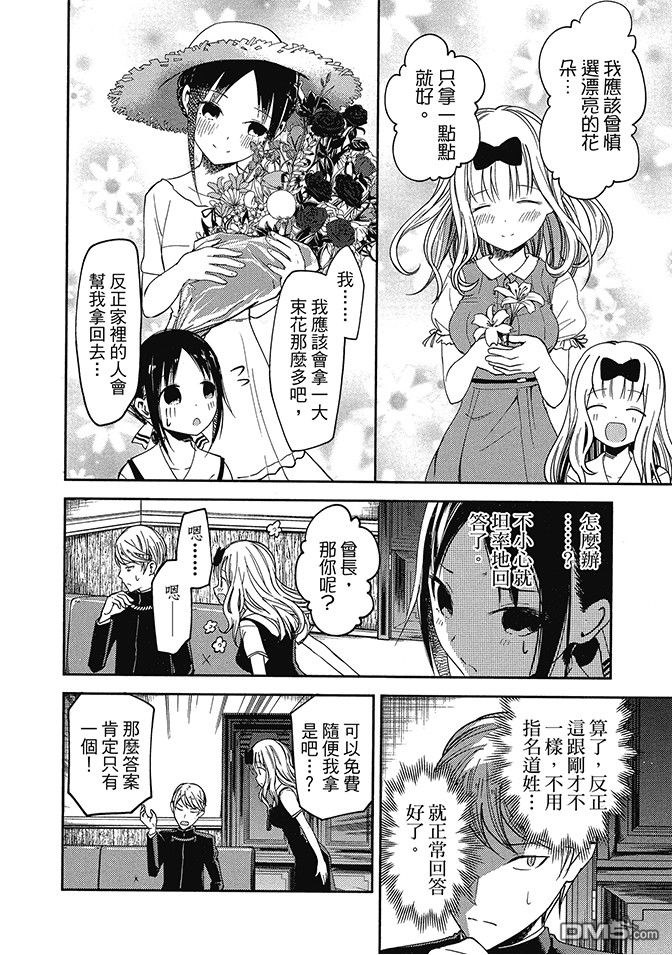 我應該會慎
選漂亮的花
朵。
只拿一點點
就好。
我……
我應該會拿一大
束花那麼多吧，
反正家裡的人會
幫我拿回去…
怎麼辦
……？
不小心就
坦率地回
答了。
會長，
那你呢？
嗯……
嗯──
算了，反正
這跟剛才不
一樣，不用
指名道姓…
就正常回答
好了。
可以免費
隨便我拿
是吧…？
那麼答案
肯定只有
一個！
DM5.com